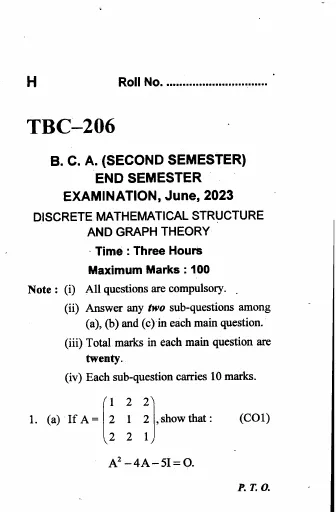 H Roll No. ................................
TBC–206
B. C. A. (SECOND SEMESTER)
END SEMESTER
EXAMINATION, June, 2023
DISCRETE MATHEMATICAL STRUCTURE
AND GRAPH THEORY
Time : Three Hours
Maximum Marks : 100
Note : (i) All questions are compulsory.
(ii) Answer any two sub-questions among
(a), (b) and (c) in each main question.
(iii) Total marks in each main question are
twenty.
(iv) Each sub-question carries 10 marks.
1. (a) If A = (1 2 2; 2 1 2; 2 2 1), show that : (CO1)
A² – 4A – 5I = O.
P. T. O.